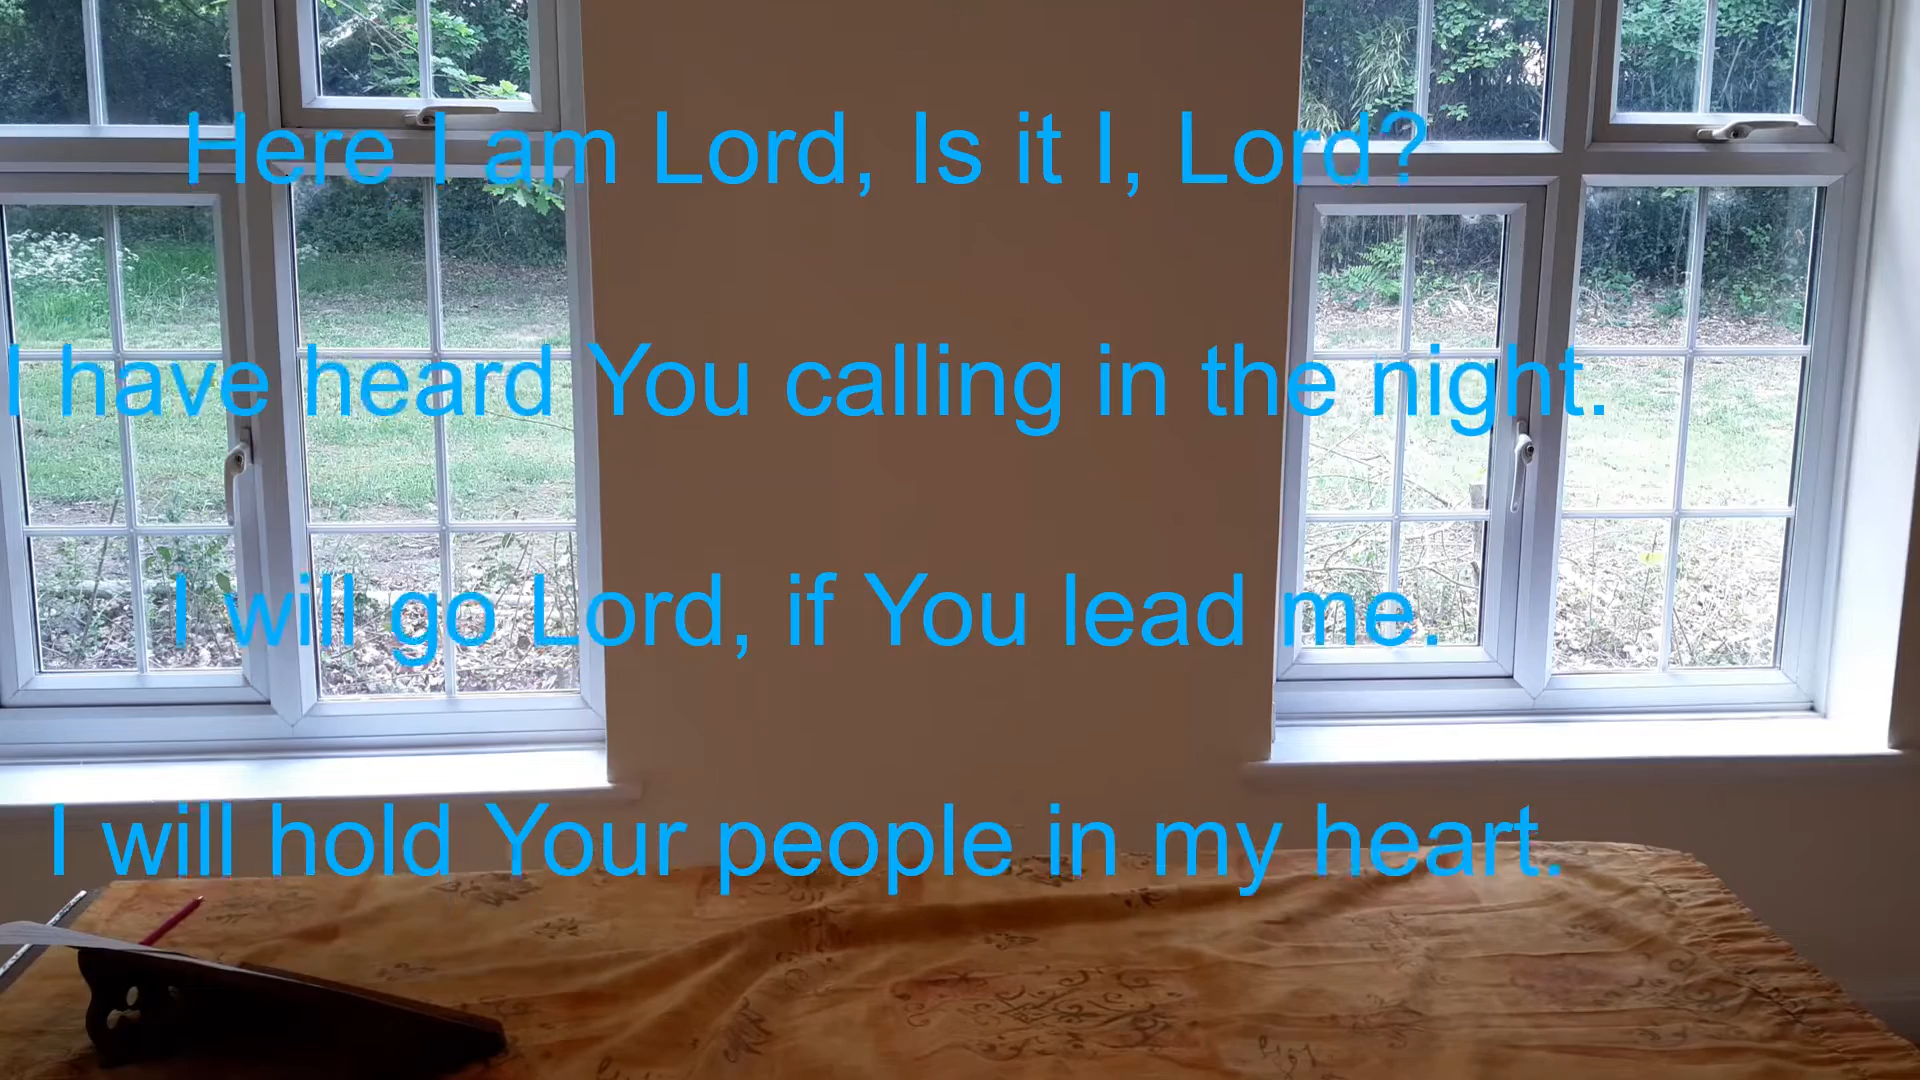 Here I am Lord, Is it I, Lord?
I have heard You calling in the night.
I will go Lord, if You lead me.
I will hold Your people in my heart.